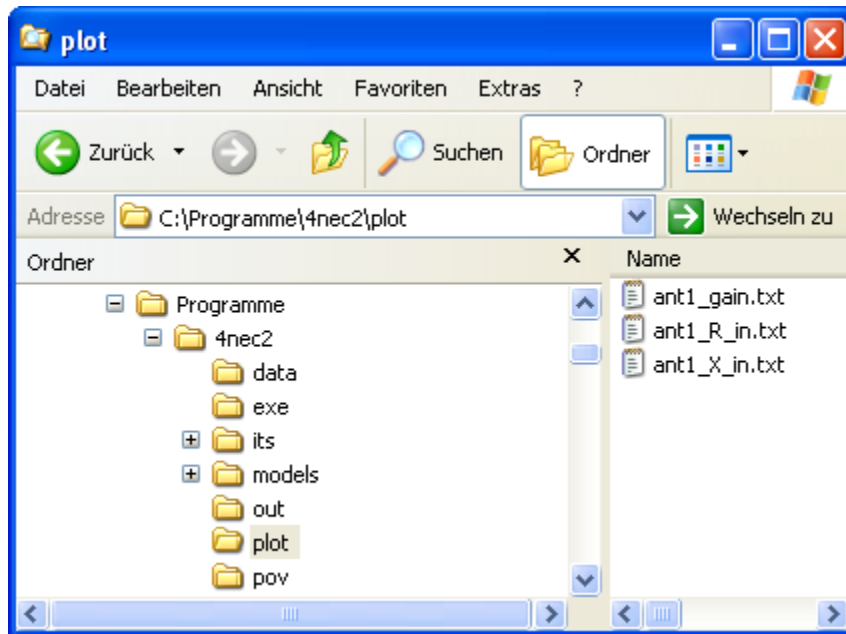 plot
Datei Bearbeiten Ansicht Favoriten Extras ?
Zurück Suchen Ordner
Adresse C:\Programme\4nec2\plot Wechseln zu
Ordner
Programme
4nec2
data
exe
its
models
out
plot
pov
Name
ant1_gain.txt
ant1_R_in.txt
ant1_X_in.txt